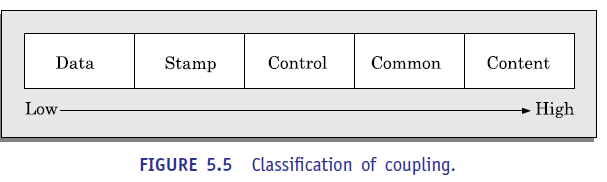 Data Stamp Control Common Content
Low High
FIGURE 5.5 Classification of coupling.